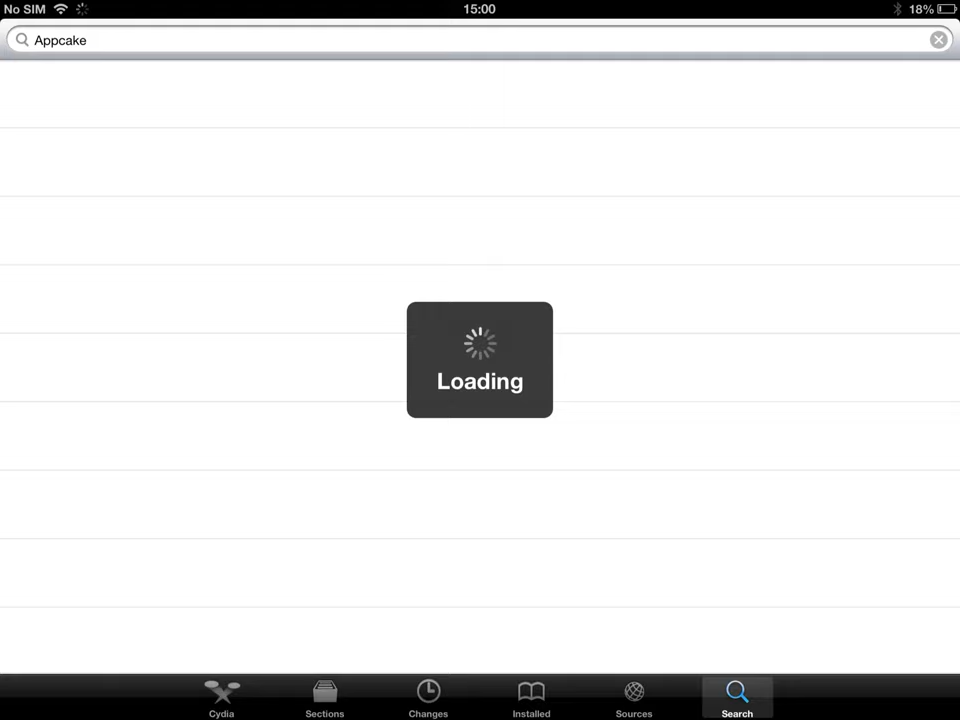 No SIM 15:00 18%
Appcake
Loading
Cydia Sections Changes Installed Sources Search